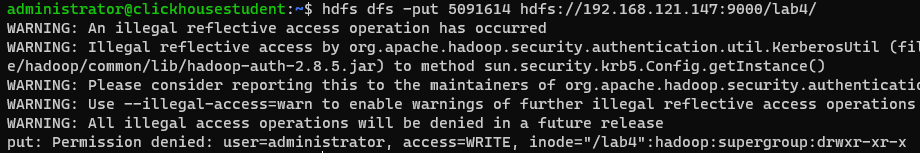 administrator@clickhousestudent:~$ hdfs dfs -put 5091614 hdfs://192.168.121.147:9000/lab4/
WARNING: An illegal reflective access operation has occurred
WARNING: Illegal reflective access by org.apache.hadoop.security.authentication.util.KerberosUtil (fil
e/hadoop/common/lib/hadoop-auth-2.8.5.jar) to method sun.security.krb5.Config.getInstance()
WARNING: Please consider reporting this to the maintainers of org.apache.hadoop.security.authenticatio
WARNING: Use --illegal-access=warn to enable warnings of further illegal reflective access operations
WARNING: All illegal access operations will be denied in a future release
put: Permission denied: user=administrator, access=WRITE, inode="/lab4":hadoop:supergroup:drwxr-xr-x